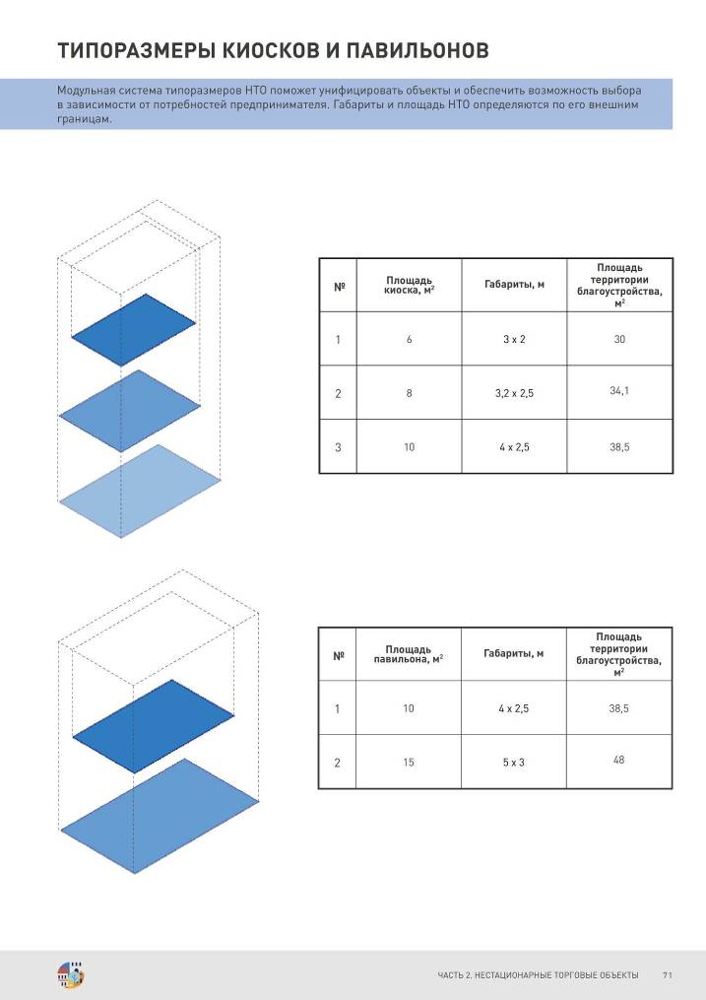 ТИПОРАЗМЕРЫ КИОСКОВ И ПАВИЛЬОНОВ
Модульная система типоразмеров НТО поможет унифицировать объекты и обеспечить возможность выбора
в зависимости от потребностей предпринимателя. Габариты и площадь НТО определяются по его внешним
границам.
№ Площадь киоска, м² Габариты, м Площадь территории благоустройства, м²
1 6 3 x 2 30
2 8 3,2 x 2,5 34,1
3 10 4 x 2,5 38,5
№ Площадь павильона, м² Габариты, м Площадь территории благоустройства, м²
1 10 4 x 2,5 38,5
2 15 5 x 3 48
ЧАСТЬ 2. НЕСТАЦИОНАРНЫЕ ТОРГОВЫЕ ОБЪЕКТЫ 71